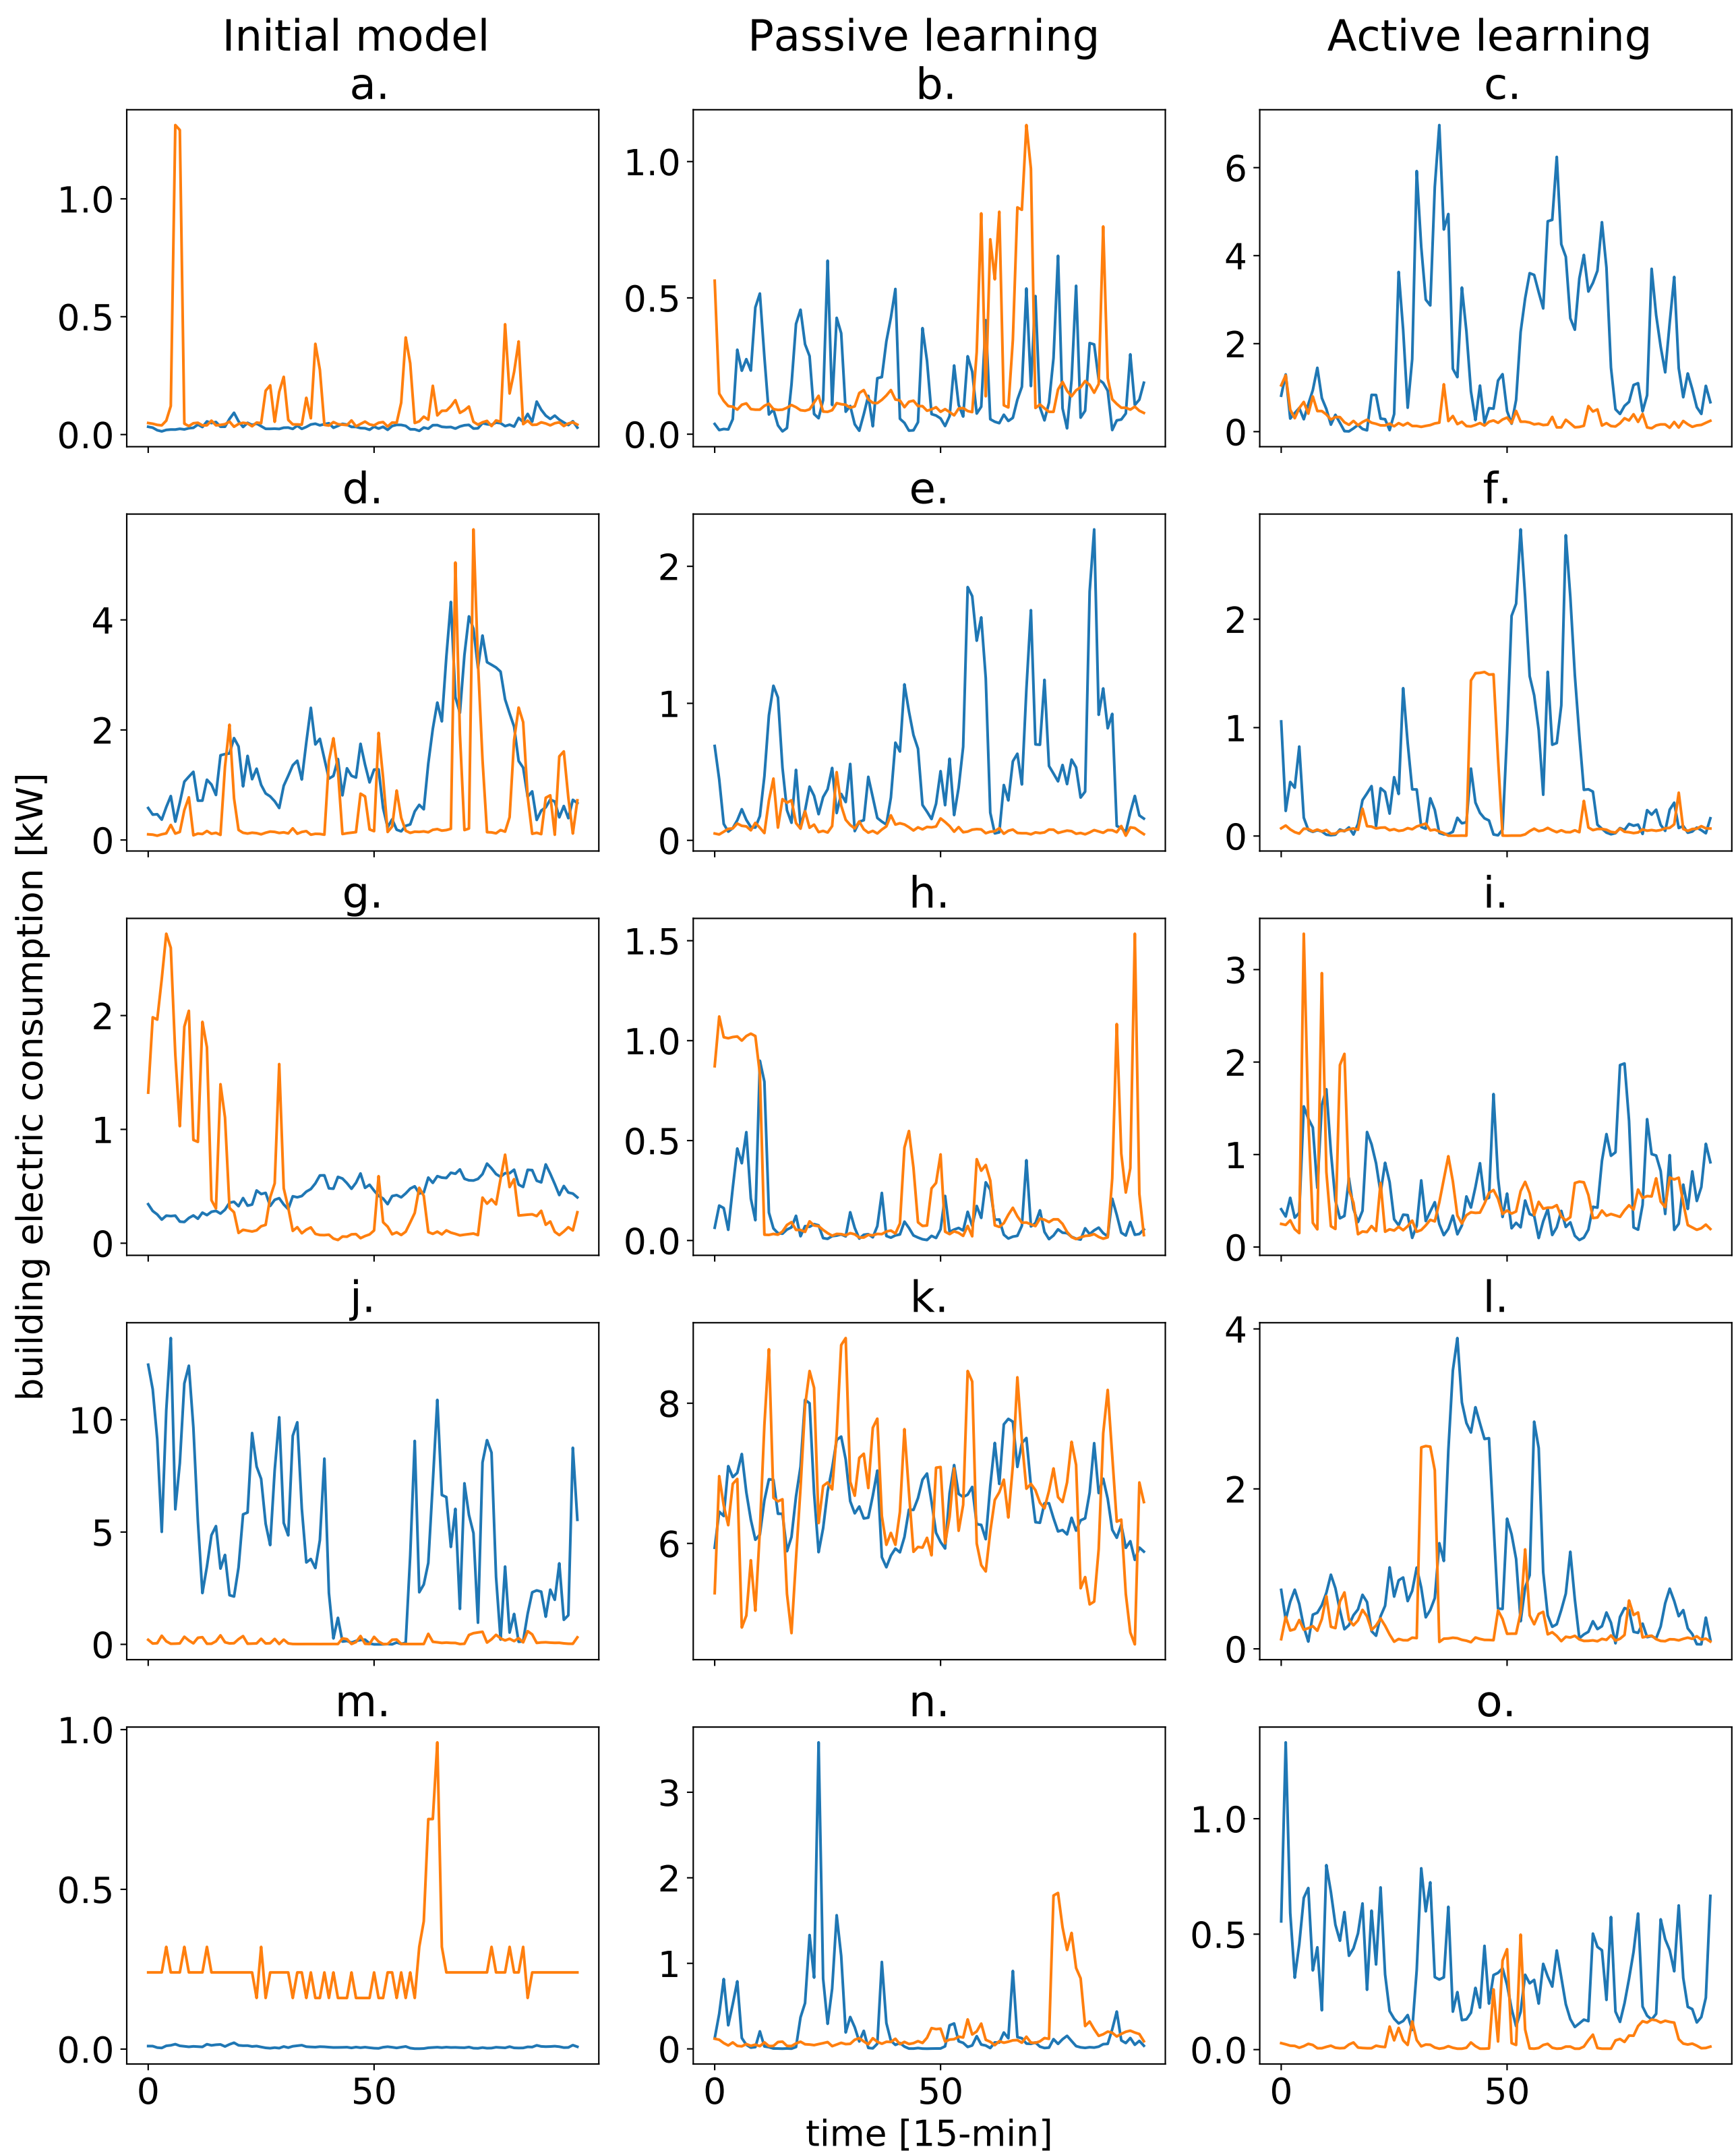 Initial model
Passive learning
Active learning
a.
b.
c.
1.0
0.5
0.0
1.0
0.5
0.0
6
4
2
0
d.
e.
f.
4
2
0
2
1
0
2
1
0
g.
h.
i.
2
1
0
1.5
1.0
0.5
0.0
3
2
1
0
j.
k.
l.
10
5
0
8
6
4
2
0
m.
n.
o.
1.0
0.5
0.0
3
2
1
0
1.0
0.5
0.0
0
50
0
50
0
50
building electric consumption [kW]
time [15-min]